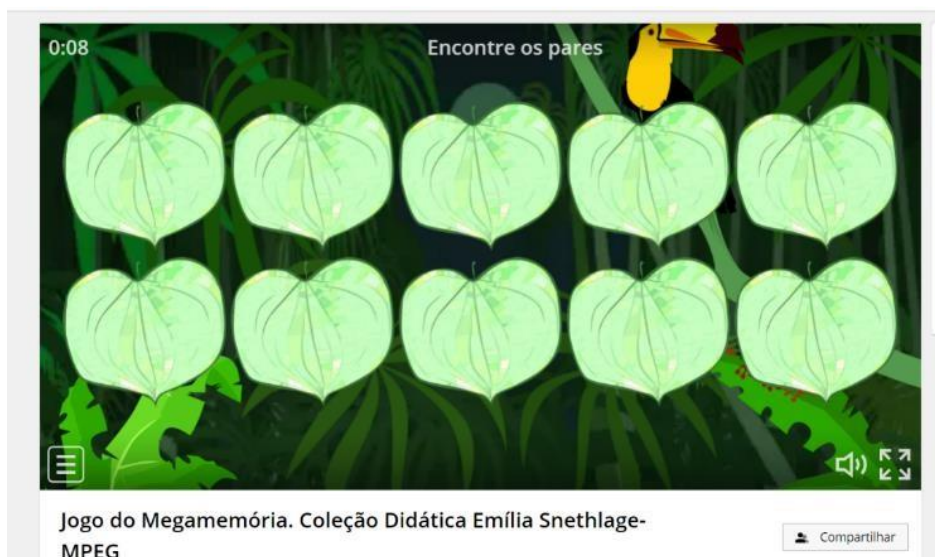 0:08
Encontre os pares
Jogo do Megamemória. Coleção Didática Emília Snethlage-
MPEG
Compartilhar